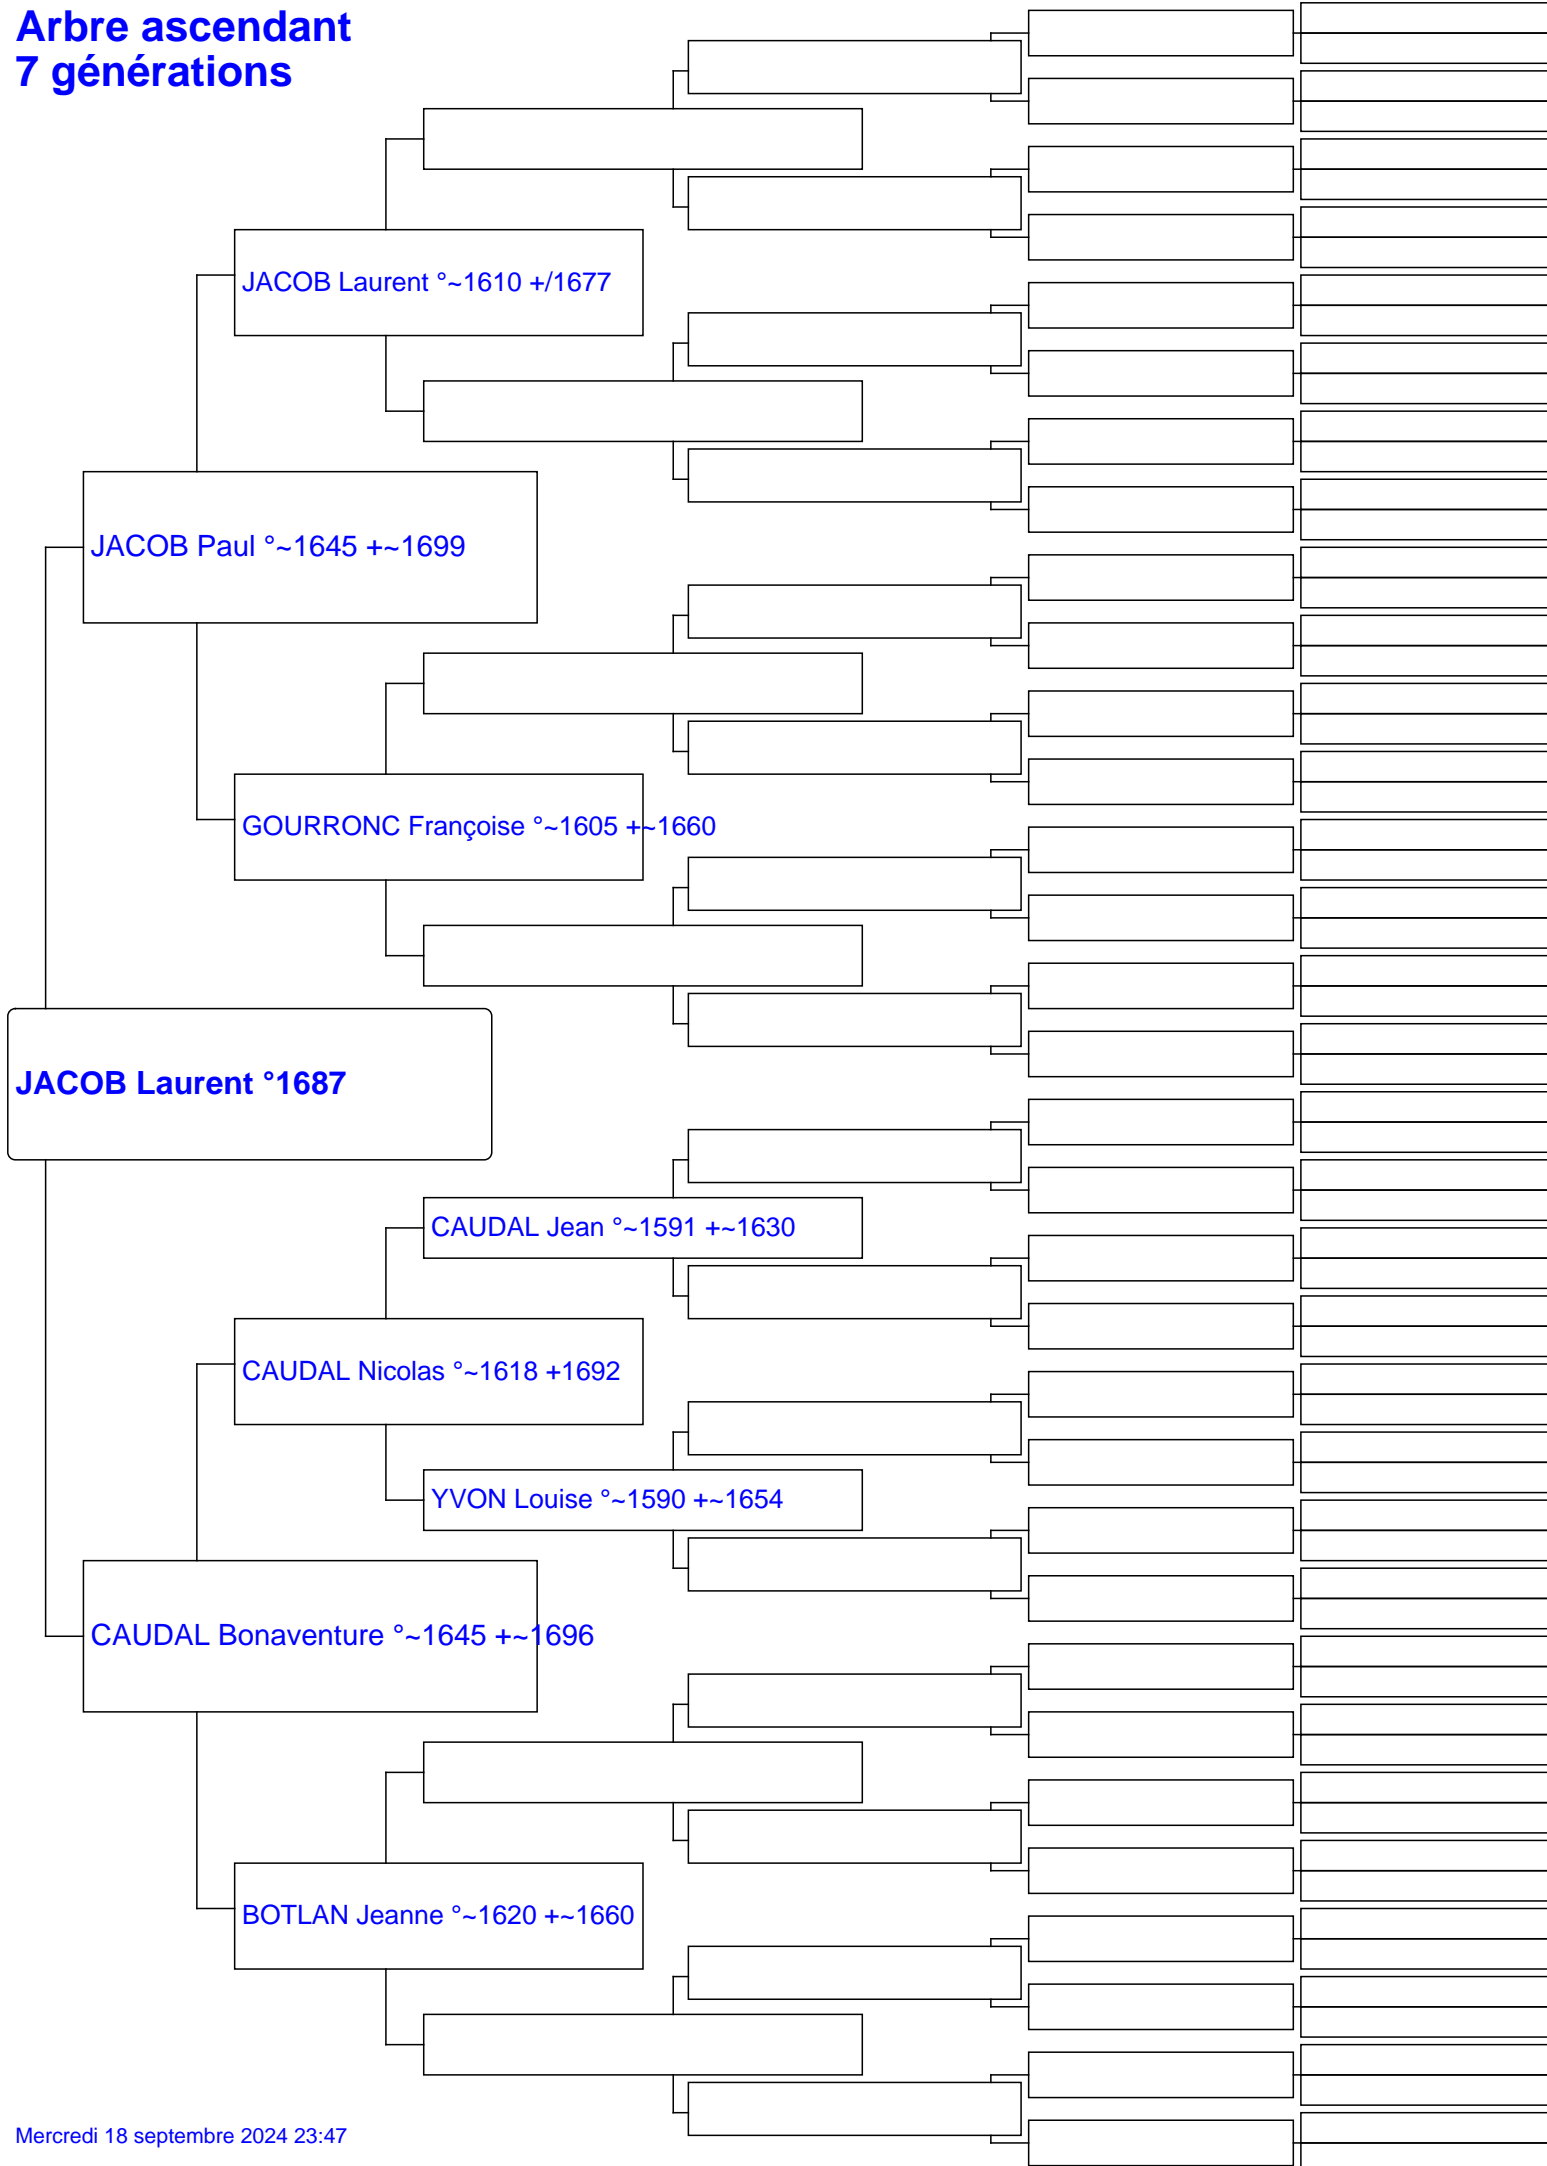 Arbre ascendant
7 générations
JACOB Laurent °~1610 +/1677
JACOB Paul °~1645 +~1699
GOURRONC Françoise °~1605 +~1660
JACOB Laurent °1687
CAUDAL Jean °~1591 +~1630
CAUDAL Nicolas °~1618 +1692
YVON Louise °~1590 +~1654
CAUDAL Bonaventure °~1645 +~1696
BOTLAN Jeanne °~1620 +~1660
Mercredi 18 septembre 2024 23:47